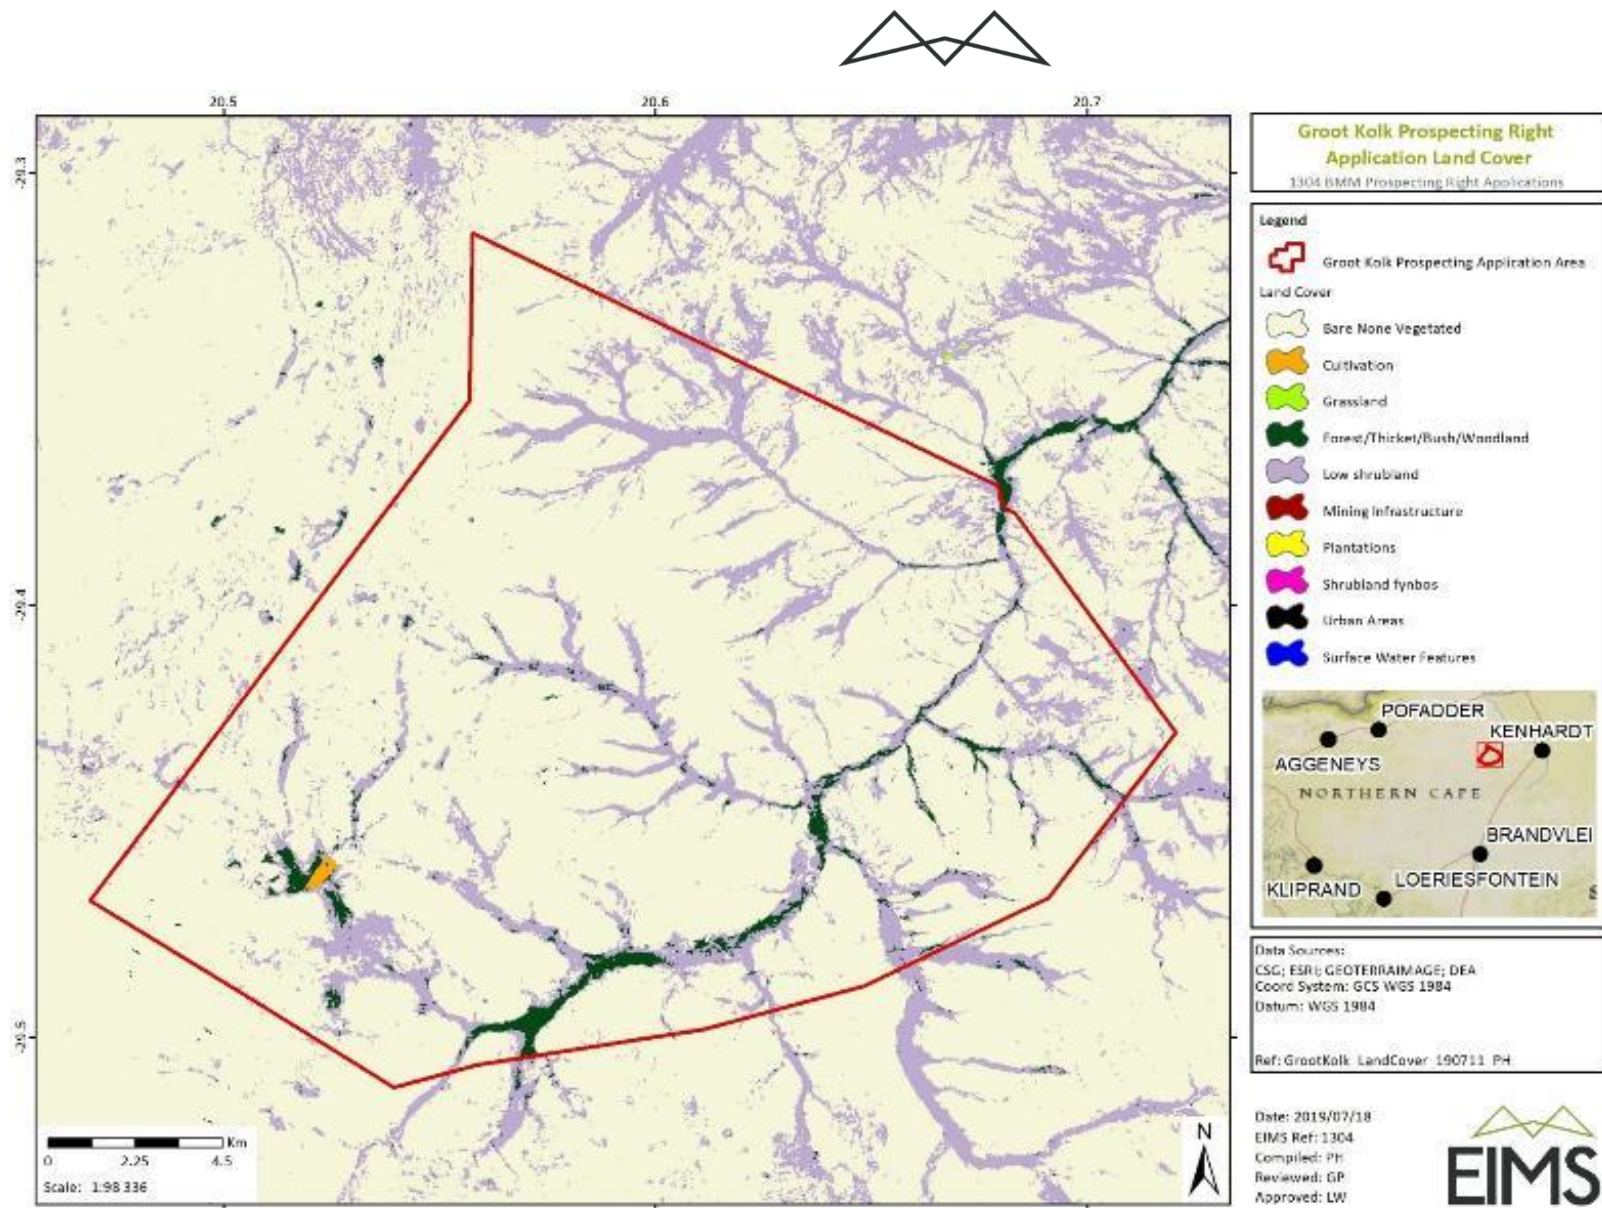 20.5 20.6 20.7
-29.3
-29.4
-29.5
Groot Kolk Prospecting Right
Application Land Cover
1304 BMM Prospecting Right Applications
Legend
Groot Kolk Prospecting Application Area
Land Cover
Bare None Vegetated
Cultivation
Grassland
Forest/Thicket/Bush/Woodland
Low shrubland
Mining Infrastructure
Plantations
Shrubland fynbos
Urban Areas
Surface Water Features
POFADDER
KENHARDT
AGGENEYS
NORTHERN CAPE
BRANDVLEI
LOERIESFONTEIN
KLIPRAND
Data Sources:
CSG; ESRI; GEOTERRAIMAGE; DEA
Coord System: GCS WGS 1984
Datum: WGS 1984
Ref: GrootKolk_LandCover_190711_PH
Km
0 2.25 4.5
Scale: 1:98 336
N
Date: 2019/07/18
EIMS Ref: 1304
Compiled: PH
Reviewed: GP
Approved: LW
EIMS